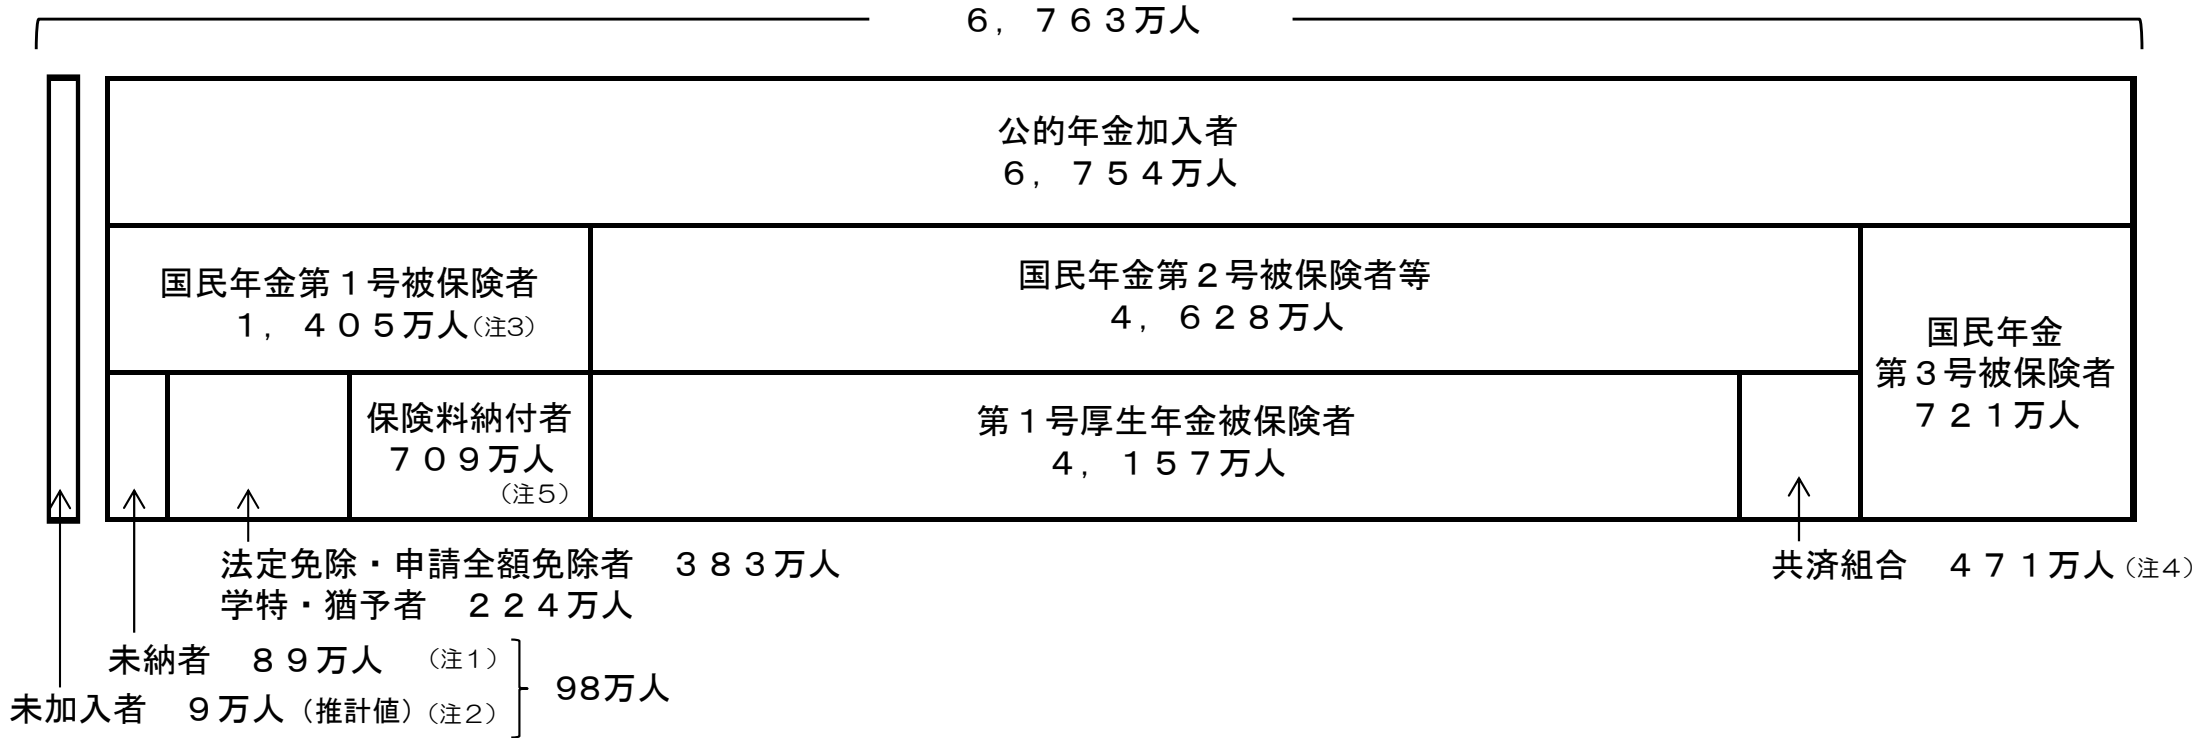 ６，７６３万人
公的年金加入者
６，７５４万人
国民年金第１号被保険者
１，４０５万人（注3）
国民年金第２号被保険者等
４，６２８万人
国民年金
第３号被保険者
７２１万人
保険料納付者
７０９万人
（注５）
第１号厚生年金被保険者
４，１５７万人
法定免除・申請全額免除者　３８３万人
学特・猶予者　２２４万人
共済組合　４７１万人（注４）
未納者　８９万人　（注１）
未加入者　９万人（推計値）（注２）
98万人